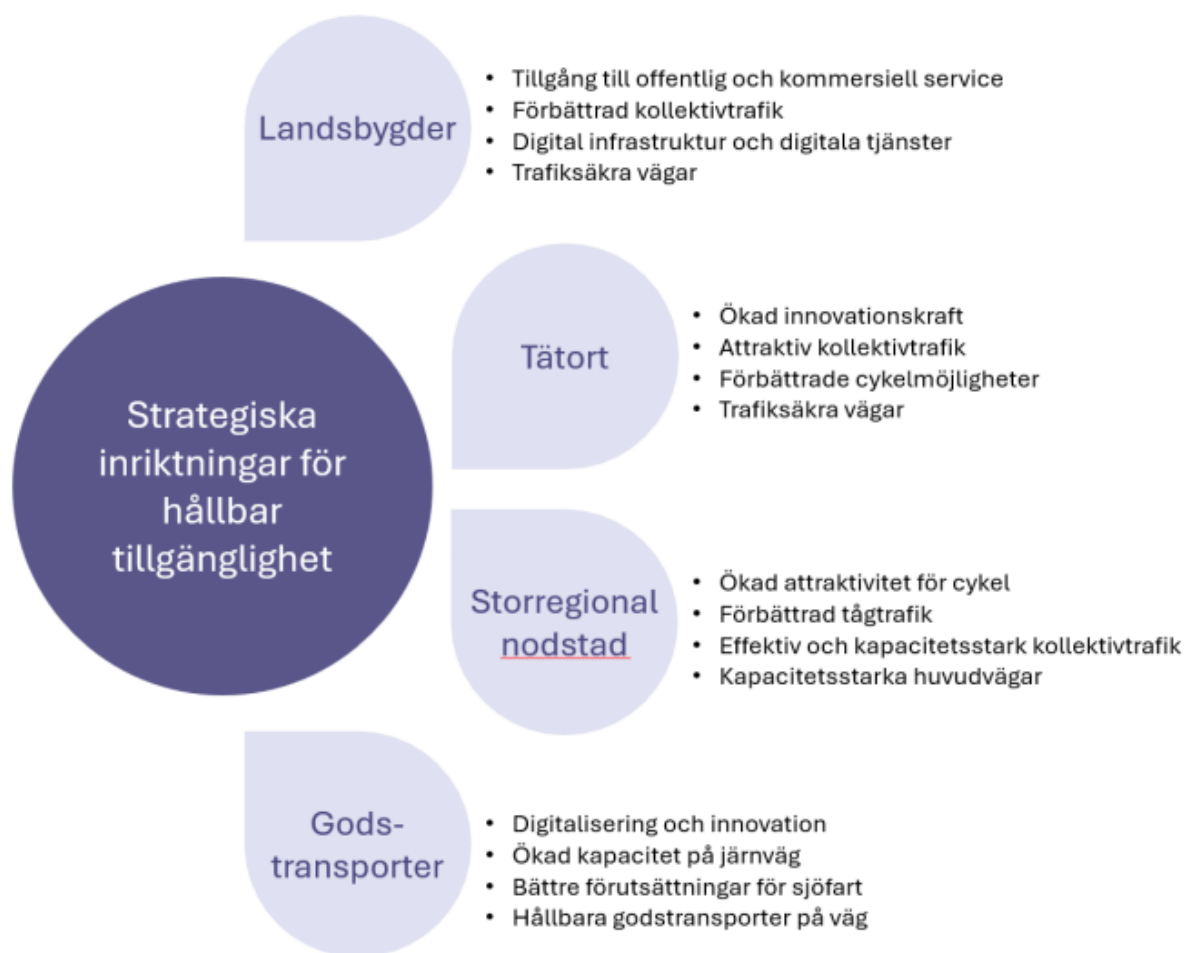 Landsbygder
• Tillgång till offentlig och kommersiell service
• Förbättrad kollektivtrafik
• Digital infrastruktur och digitala tjänster
• Trafiksäkra vägar
Tätort
• Ökad innovationskraft
• Attraktiv kollektivtrafik
• Förbättrade cykelmöjligheter
• Trafiksäkra vägar
Strategiska
inriktningar för
hållbar
tillgänglighet
Storregional
nodstad
• Ökad attraktivitet för cykel
• Förbättrad tågtrafik
• Effektiv och kapacitetsstark kollektivtrafik
• Kapacitetsstarka huvudvägar
Gods-
transporter
• Digitalisering och innovation
• Ökad kapacitet på järnväg
• Bättre förutsättningar för sjöfart
• Hållbara godstransporter på väg